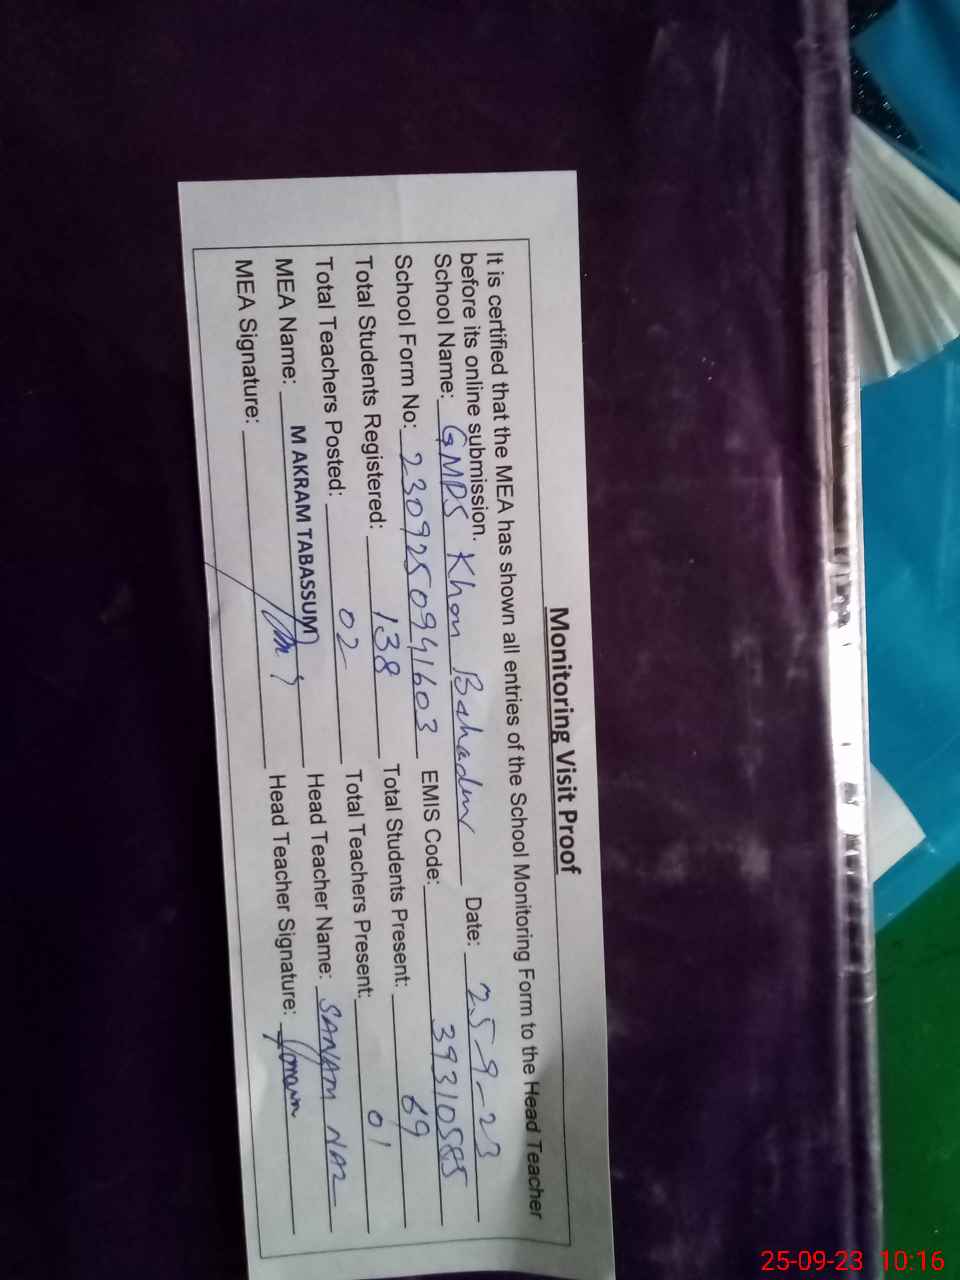 Monitoring Visit Proof
It is certified that the MEA has shown all entries of the School Monitoring Form to the Head Teacher
before its online submission.
School Name: GMPS Khan Bahadur Date: 25-9-23
School Form No: 2309250941603 EMIS Code: 39310585
Total Students Registered: 138 Total Students Present: 69
Total Teachers Posted: 02 Total Teachers Present: 01
MEA Name: M AKRAM TABASSUM Head Teacher Name: SANAM NAZ
MEA Signature: Head Teacher Signature:
25-09-23 10:16